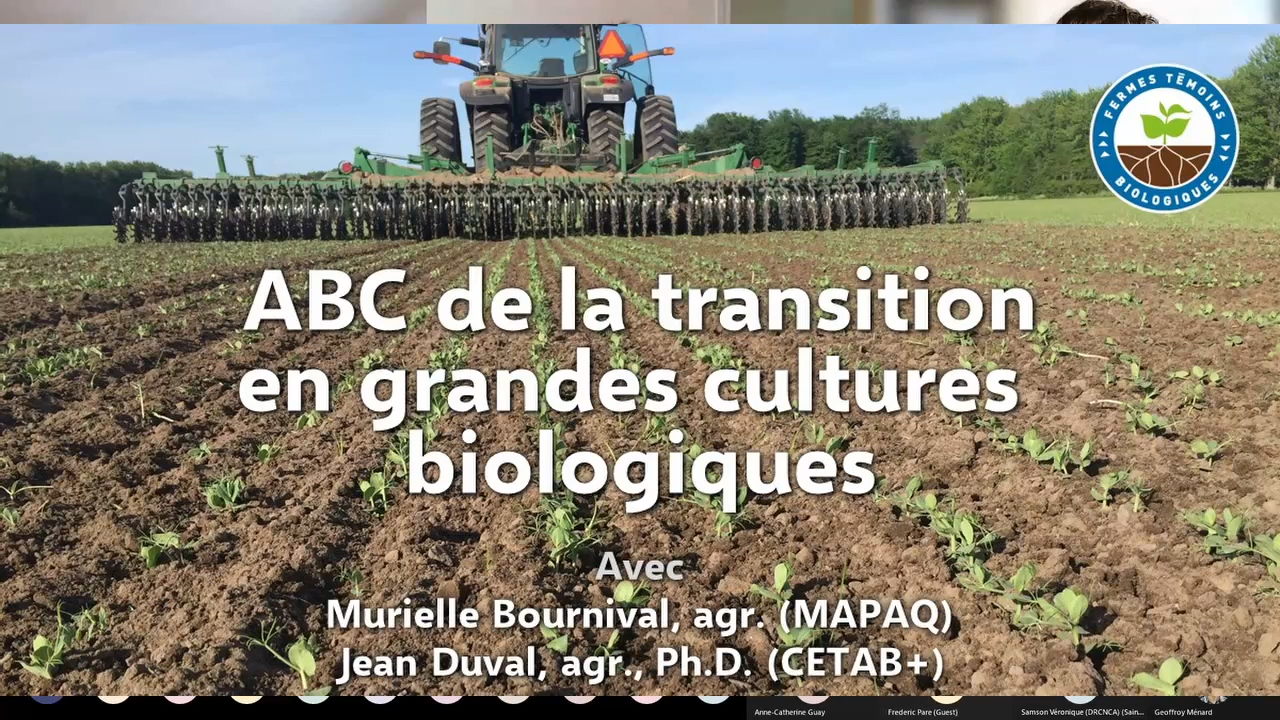 FERMES TĒMOINS
BIOLOGIQUES
ABC de la transition
en grandes cultures
biologiques
Avec
Murielle Bournival, agr. (MAPAQ)
Jean Duval, agr., Ph.D. (CETAB+)
Anne-Catherine Guay
Frederic Pare (Guest)
Samson Véronique (DRCNCA) (Sain...
Geoffroy Ménard